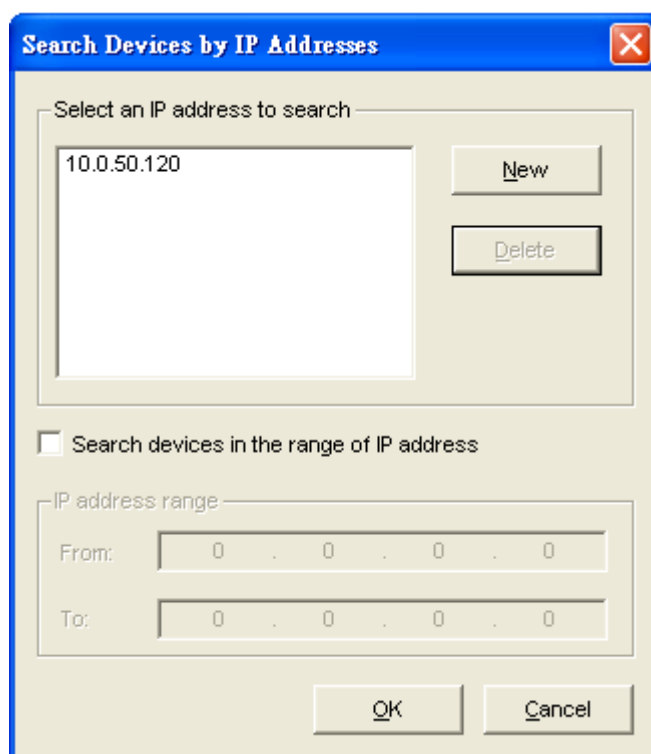 Search Devices by IP Addresses
Select an IP address to search
10.0.50.120
New
Delete
Search devices in the range of IP address
IP address range
From: 0 . 0 . 0 . 0
To: 0 . 0 . 0 . 0
OK Cancel